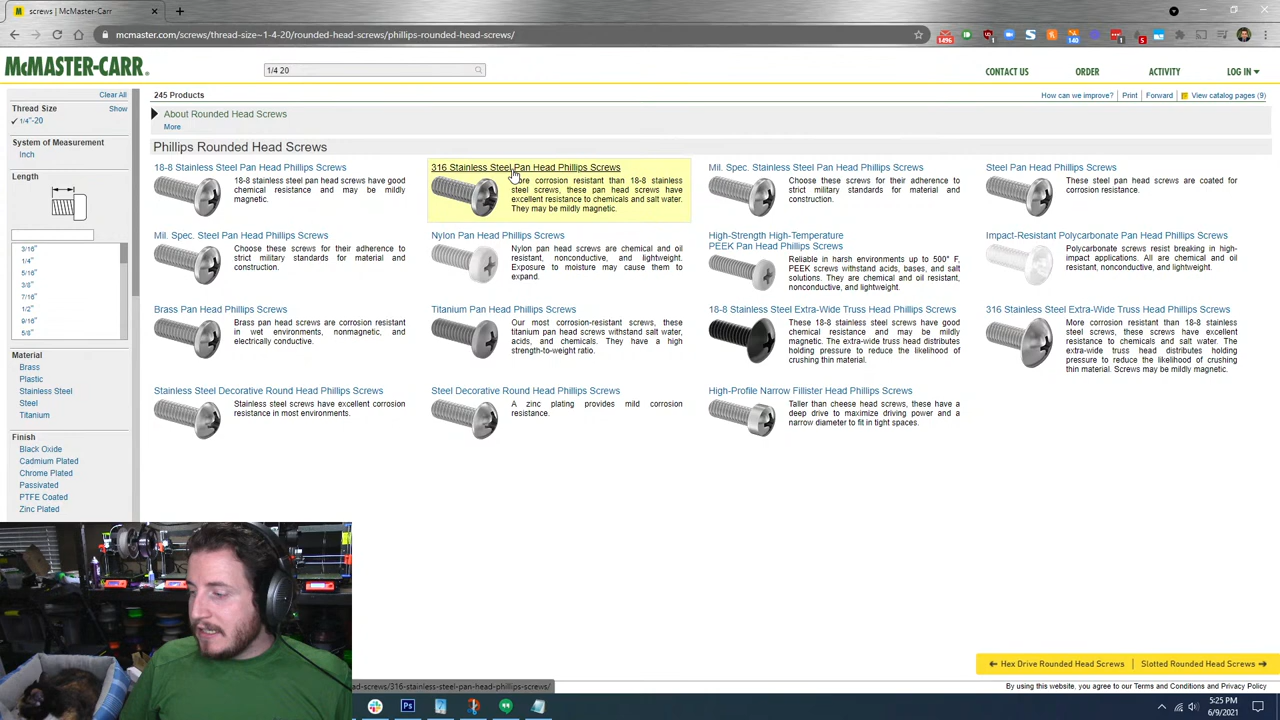 screws | McMaster-Carr
mcmaster.com/screws/thread-size~1-4-20/rounded-head-screws/phillips-rounded-head-screws/
1496
140
McMASTER-CARR.
1/4 20
CONTACT US
ORDER
ACTIVITY
LOG IN
Clear All
245 Products
How can we improve?
Print
Forward
View catalog pages (9)
Thread Size
Show
1/4"-20
About Rounded Head Screws
More
System of Measurement
Inch
Phillips Rounded Head Screws
Length
3/16"
1/4"
5/16"
3/8"
7/16"
1/2"
9/16"
5/8"
Material
Brass
Plastic
Stainless Steel
Steel
Titanium
Finish
Black Oxide
Cadmium Plated
Chrome Plated
Passivated
PTFE Coated
Zinc Plated
18-8 Stainless Steel Pan Head Phillips Screws
18-8 stainless steel pan head screws have good
chemical resistance and may be mildly
magnetic.
316 Stainless Steel Pan Head Phillips Screws
More corrosion resistant than 18-8 stainless
steel screws, these pan head screws have
excellent resistance to chemicals and salt water.
They may be mildly magnetic.
Mil. Spec. Stainless Steel Pan Head Phillips Screws
Choose these screws for their adherence to
strict military standards for material and
construction.
Steel Pan Head Phillips Screws
These steel pan head screws are coated for
corrosion resistance.
Mil. Spec. Steel Pan Head Phillips Screws
Choose these screws for their adherence to
strict military standards for material and
construction.
Nylon Pan Head Phillips Screws
Nylon pan head screws are chemical and oil
resistant, nonconductive, and lightweight.
Exposure to moisture may cause them to
expand.
High-Strength High-Temperature
PEEK Pan Head Phillips Screws
Reliable in harsh environments up to 500° F,
PEEK screws withstand acids, bases, and salt
solutions. They are chemical and oil resistant,
nonconductive, and lightweight.
Impact-Resistant Polycarbonate Pan Head Phillips Screws
Polycarbonate screws resist breaking in high-
impact applications. All are chemical and oil
resistant, nonconductive, and lightweight.
Brass Pan Head Phillips Screws
Brass pan head screws are corrosion resistant
in wet environments, nonmagnetic, and
electrically conductive.
Titanium Pan Head Phillips Screws
Our most corrosion-resistant screws, these
titanium pan head screws withstand salt water,
acids, and chemicals. They have a high
strength-to-weight ratio.
18-8 Stainless Steel Extra-Wide Truss Head Phillips Screws
These 18-8 stainless steel screws have good
chemical resistance and may be mildly
magnetic. The extra-wide truss head distributes
holding pressure to reduce the likelihood of
crushing thin material.
316 Stainless Steel Extra-Wide Truss Head Phillips Screws
More corrosion resistant than 18-8 stainless
steel, these screws have excellent
resistance to chemicals and salt water. The
extra-wide truss head distributes holding
pressure to reduce the likelihood of crushing
thin material. Screws may be mildly magnetic.
Stainless Steel Decorative Round Head Phillips Screws
Stainless steel screws have excellent corrosion
resistance in most environments.
Steel Decorative Round Head Phillips Screws
A zinc plating provides mild corrosion
resistance.
High-Profile Narrow Fillister Head Phillips Screws
Taller than cheese head screws, these have a
deep drive to maximize driving power and a
narrow diameter to fit in tight spaces.
Hex Drive Rounded Head Screws
Slotted Rounded Head Screws
ad-screws/316-stainless-steel-pan-head-phillips-screws/
By using this website, you agree to our Terms and Conditions and Privacy Policy
5:25 PM
6/9/2021